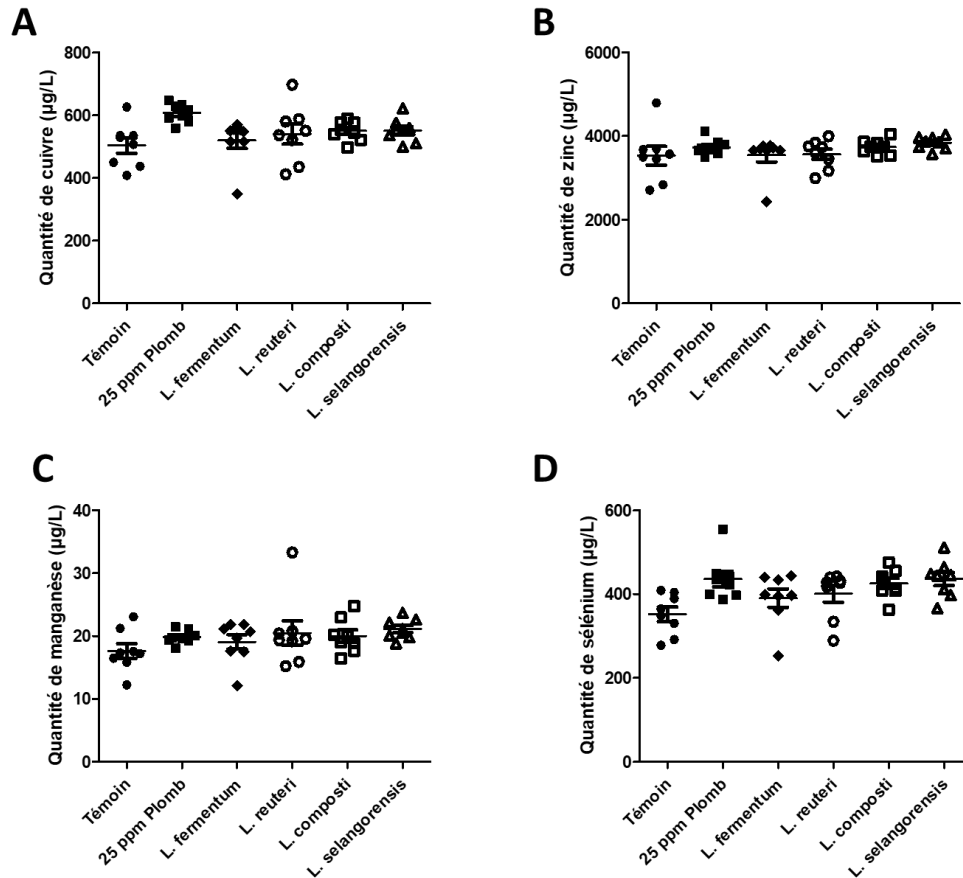 A
Quantité de cuivre (µg/L)
800
600
400
200
0
Témoin
25 ppm Plomb
L. fermentum
L. reuteri
L. composti
L. selangorensis
B
Quantité de zinc (µg/L)
6000
4000
2000
0
Témoin
25 ppm Plomb
L. fermentum
L. reuteri
L. composti
L. selangorensis
C
Quantité de manganèse (µg/L)
40
30
20
10
0
Témoin
25 ppm Plomb
L. fermentum
L. reuteri
L. composti
L. selangorensis
D
Quantité de sélénium (µg/L)
600
400
200
0
Témoin
25 ppm Plomb
L. fermentum
L. reuteri
L. composti
L. selangorensis